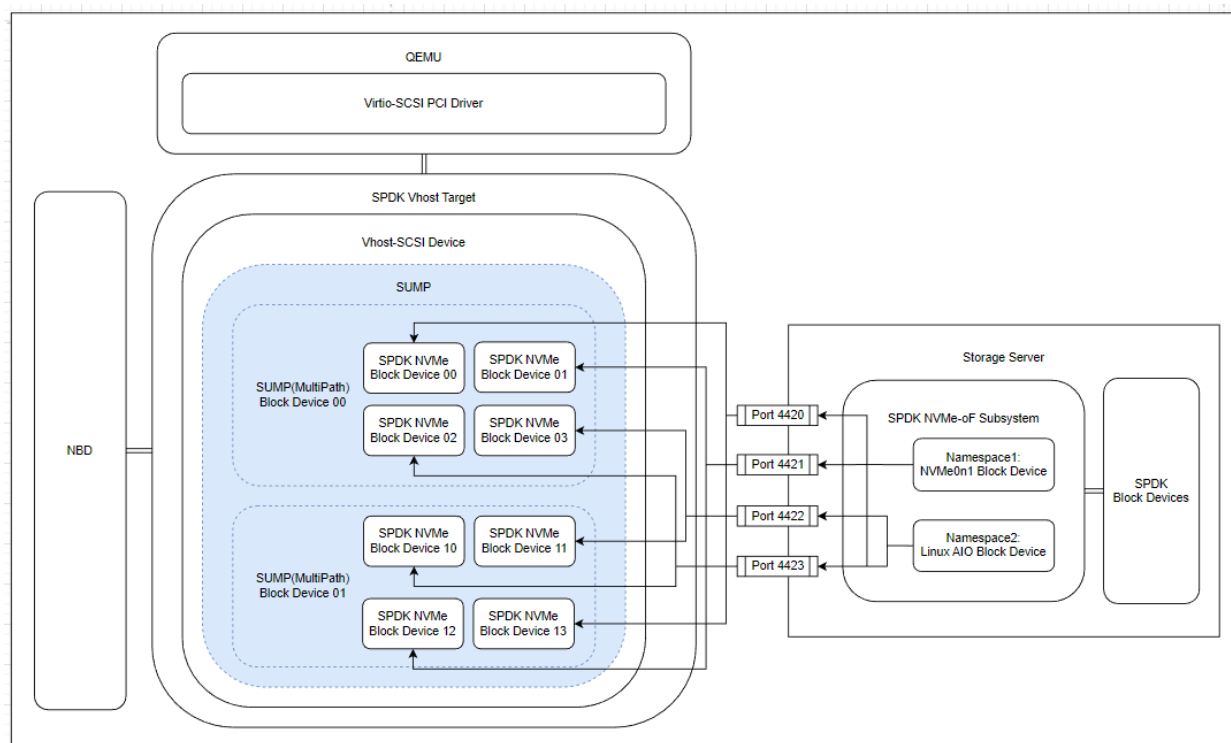 QEMU
Virtio-SCSI PCI Driver
SPDK Vhost Target
Vhost-SCSI Device
SUMP
NBD
SUMP(MultiPath)
Block Device 00
SPDK NVMe
Block Device 00
SPDK NVMe
Block Device 01
SPDK NVMe
Block Device 02
SPDK NVMe
Block Device 03
SUMP(MultiPath)
Block Device 01
SPDK NVMe
Block Device 10
SPDK NVMe
Block Device 11
SPDK NVMe
Block Device 12
SPDK NVMe
Block Device 13
Port 4420
Port 4421
Port 4422
Port 4423
Storage Server
SPDK NVMe-oF Subsystem
Namespace1:
NVMe0n1 Block Device
Namespace2:
Linux AIO Block Device
SPDK
Block Devices